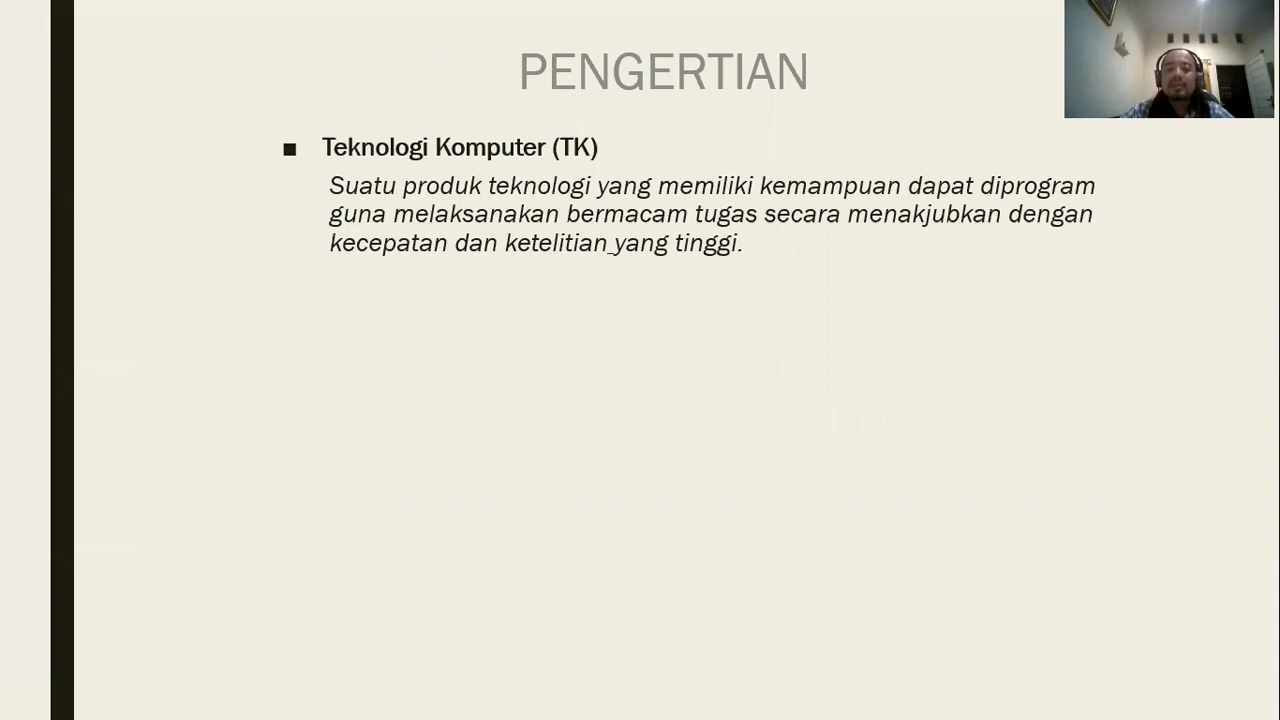 PENGERTIAN
■ Teknologi Komputer (TK)
Suatu produk teknologi yang memiliki kemampuan dapat diprogram
guna melaksanakan bermacam tugas secara menakjubkan dengan
kecepatan dan ketelitian yang tinggi.